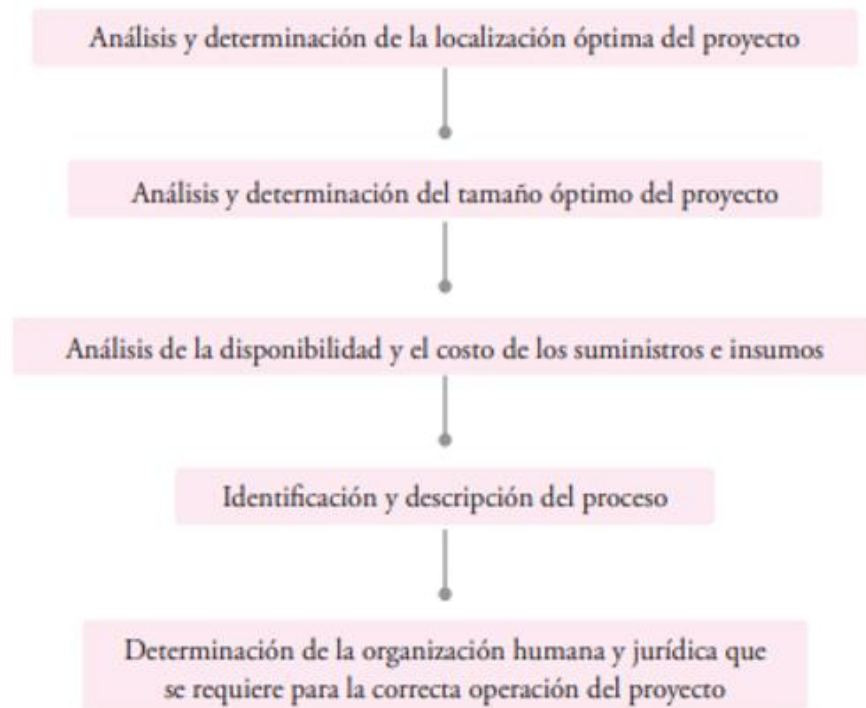 Análisis y determinación de la localización óptima del proyecto
Análisis y determinación del tamaño óptimo del proyecto
Análisis de la disponibilidad y el costo de los suministros e insumos
Identificación y descripción del proceso
Determinación de la organización humana y jurídica que
se requiere para la correcta operación del proyecto